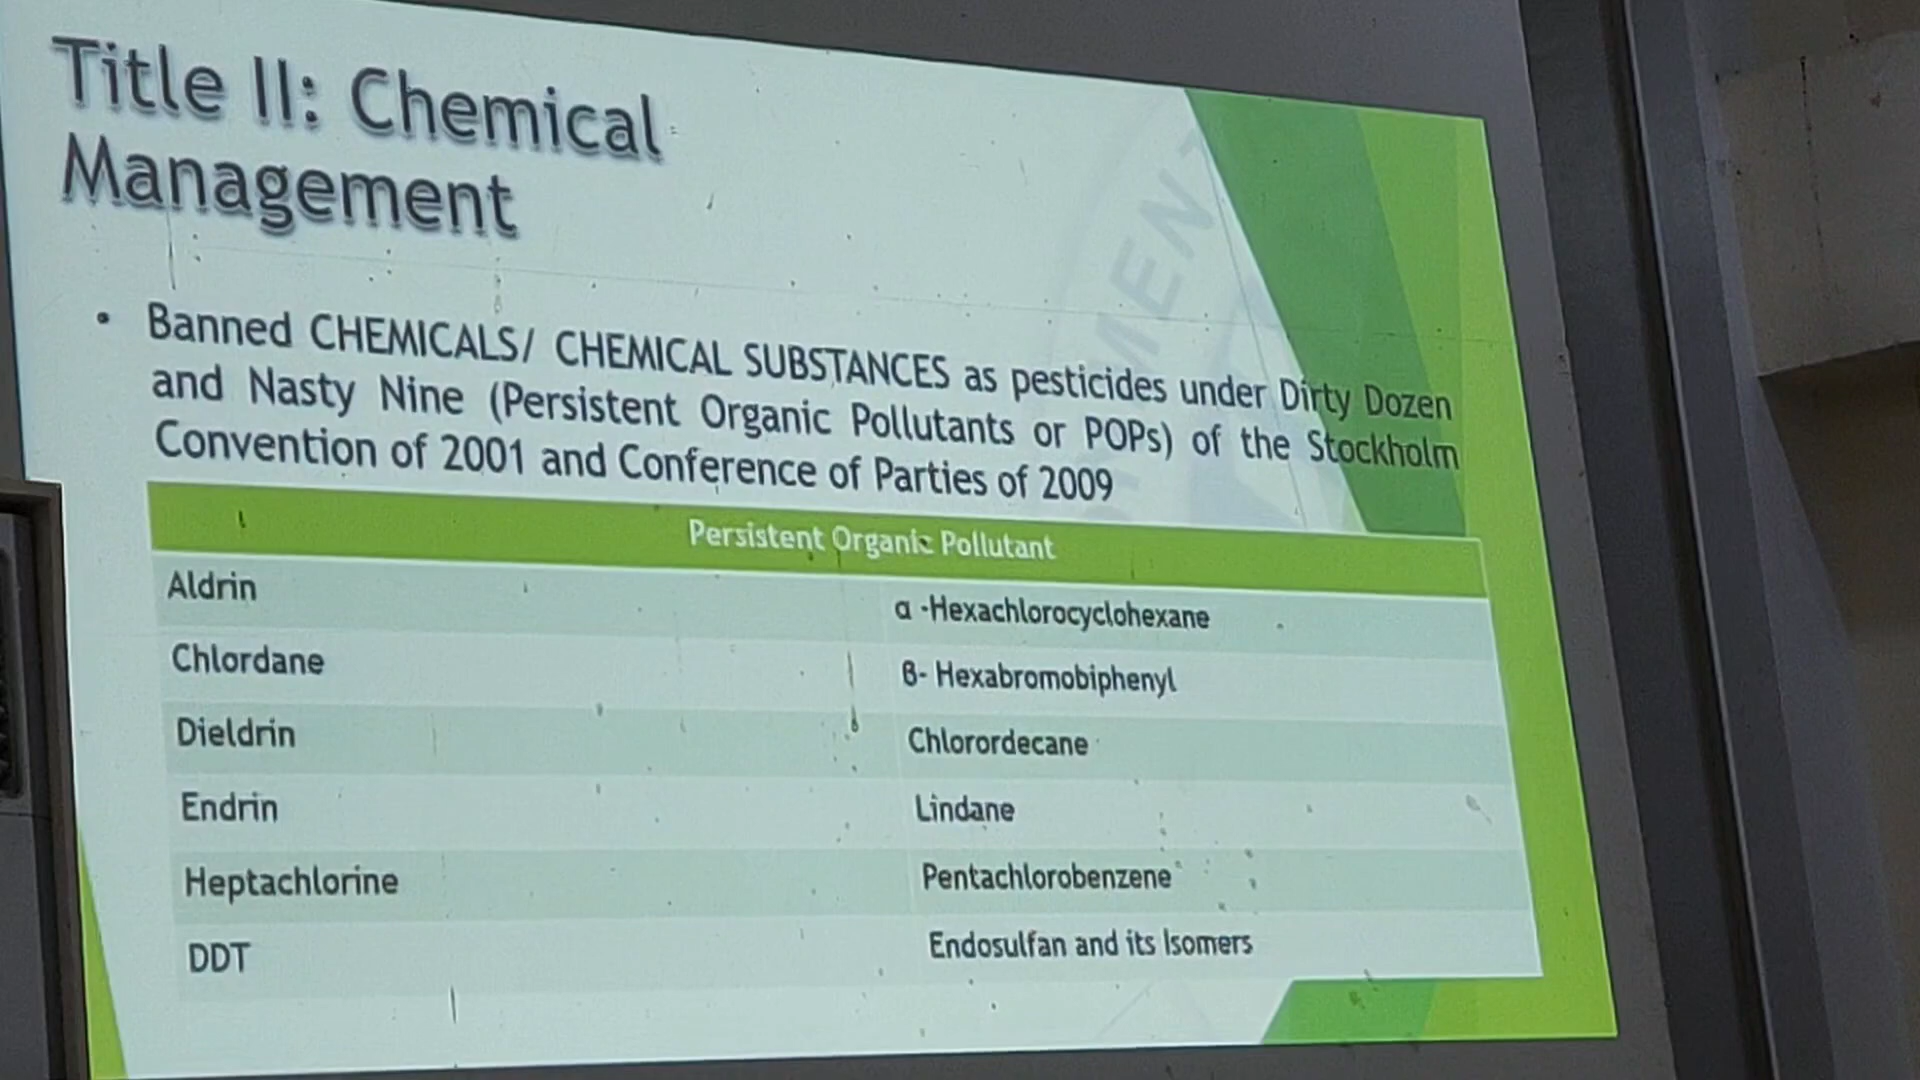 Title II: Chemical
Management
• Banned CHEMICALS/ CHEMICAL SUBSTANCES as pesticides under Dirty Dozen
and Nasty Nine (Persistent Organic Pollutants or POPs) of the Stockholm
Convention of 2001 and Conference of Parties of 2009
Persistent Organic Pollutant
Aldrin
α -Hexachlorocyclohexane
Chlordane
β- Hexabromobiphenyl
Dieldrin
Chlorordecane
Endrin
Lindane
Heptachlorine
Pentachlorobenzene
DDT
Endosulfan and its Isomers